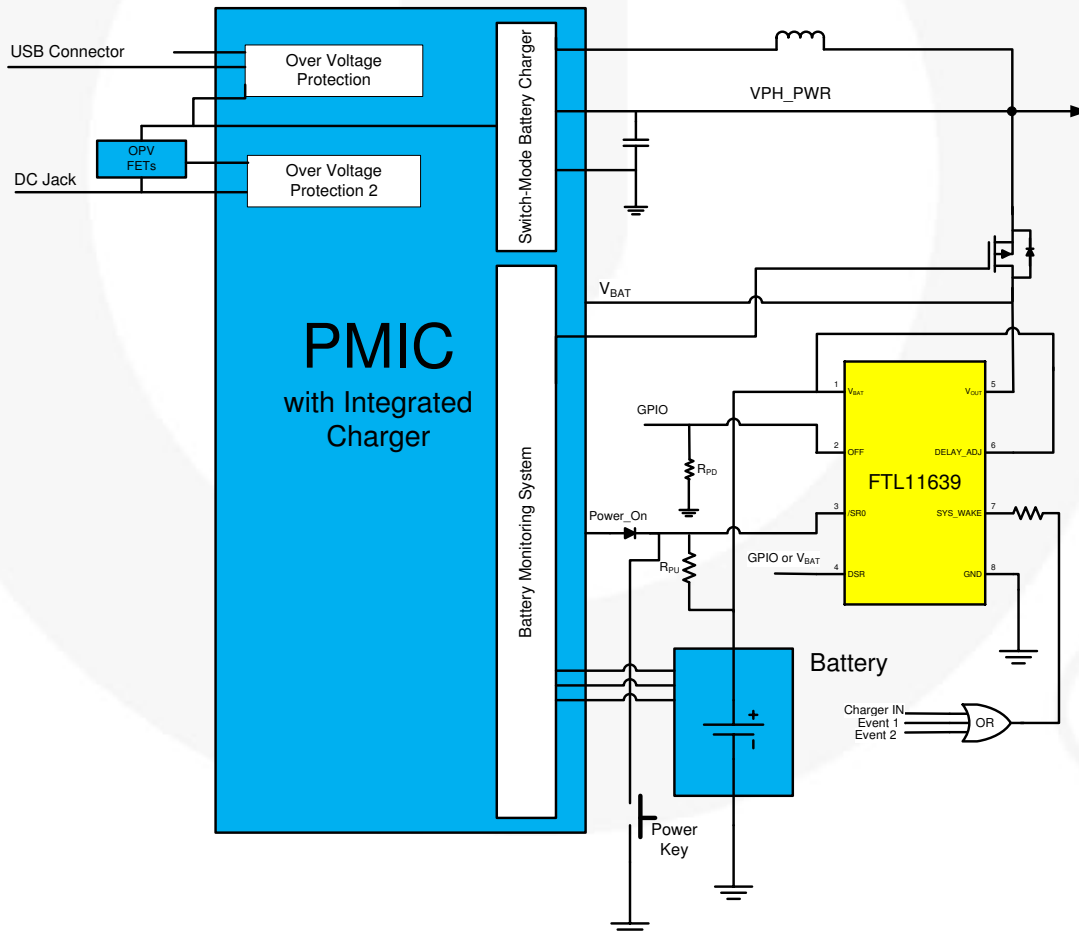 USB Connector
Over Voltage
Protection
OPV
FETs
DC Jack
Over Voltage
Protection 2
Switch-Mode Battery Charger
VPH_PWR
PMIC
with Integrated
Charger
Battery Monitoring System
VBAT
GPIO
RPD
Power_On
RPU
GPIO or VBAT
1
VBAT
VOUT
5
2
OFF
DELAY_ADJ
6
FTL11639
3
/SR0
SYS_WAKE
7
4
DSR
GND
8
Battery
+
Charger IN
Event 1
Event 2
OR
Power
Key